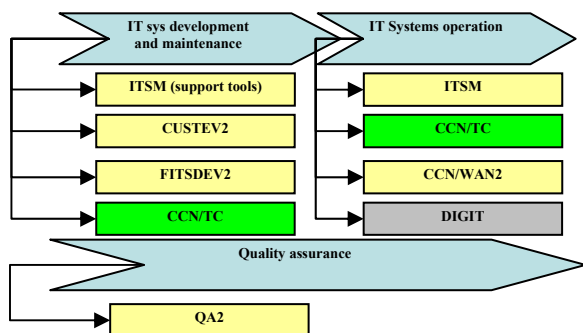 IT sys development
and maintenance
IT Systems operation
ITSM (support tools)
ITSM
CUSTEV2
CCN/TC
FITSDEV2
CCN/WAN2
CCN/TC
DIGIT
Quality assurance
QA2